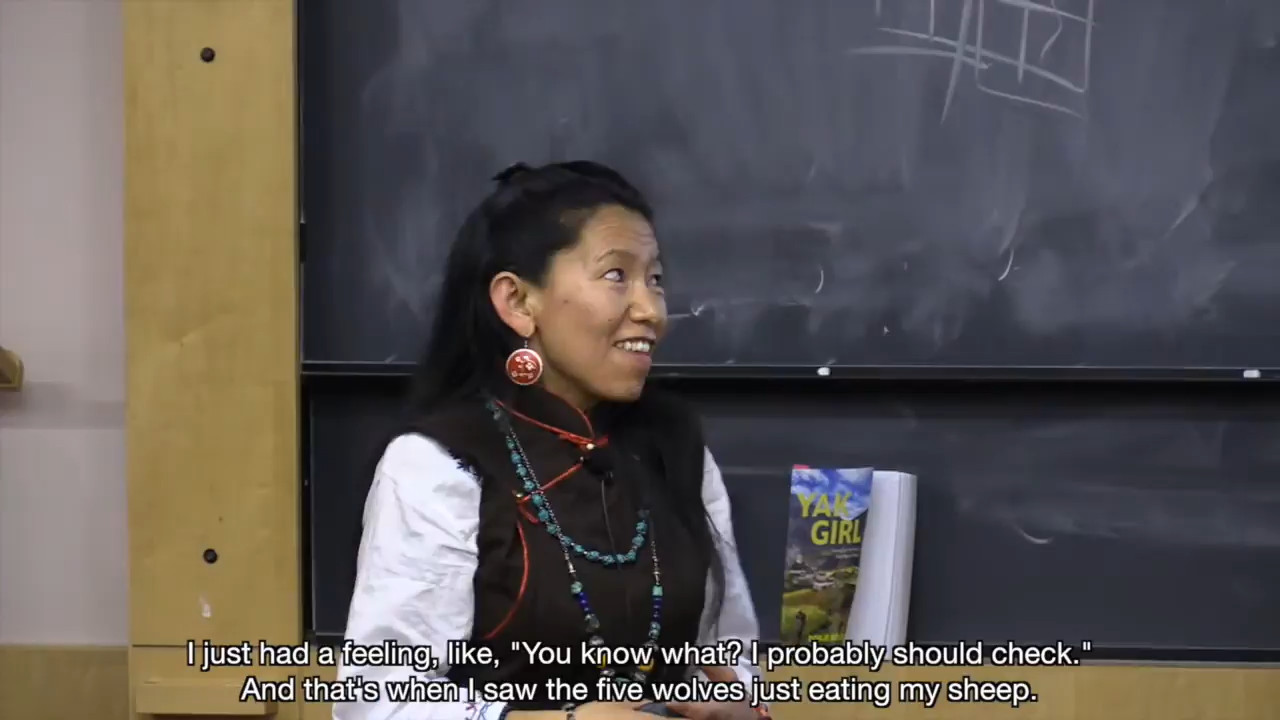 YAK
GIRL
I just had a feeling, like, "You know what? I probably should check."
And that's when I saw the five wolves just eating my sheep.